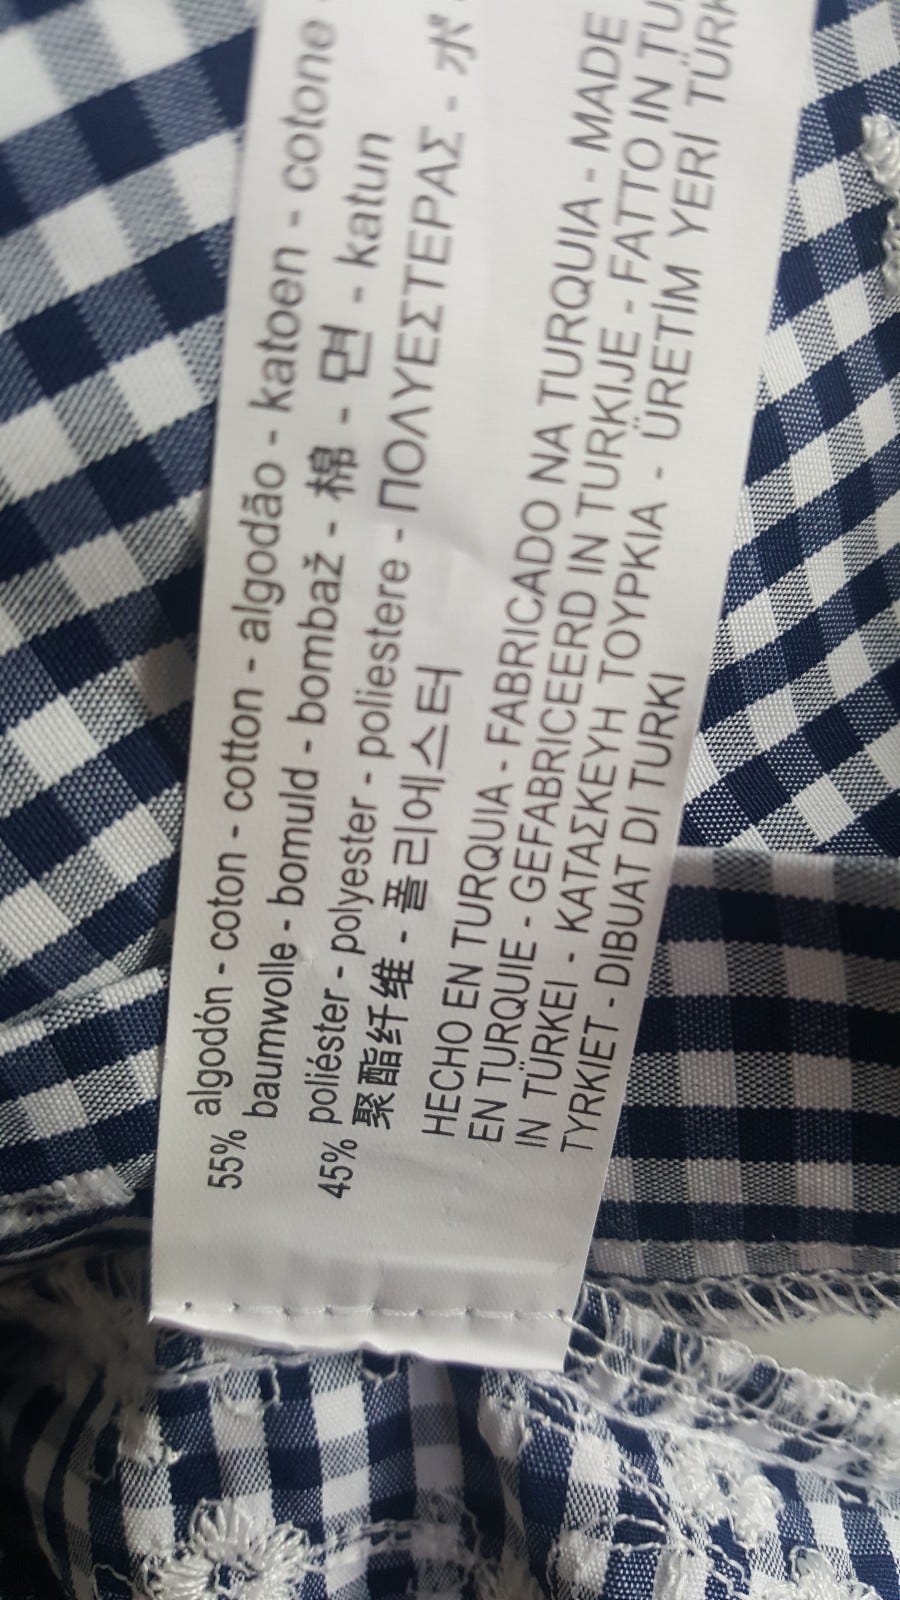 55% algodón - coton - cotton - algodão - katoen - cotone -
baumwolle - bomuld - bombaž - 棉 - 면 - katun
45% poliéster - polyester - poliestere - ΠΟΛΥΕΣΤΕΡΑΣ -
聚酯纤维 - 폴리에스터
HECHO EN TURQUIA - FABRICADO NA TURQUIA - MADE
EN TURQUIE - GEFABRICEERD IN TURKIJE - FATTO IN
IN TÜRKEI - ΚΑΤΑΣΚΕΥΗ ΤΟΥΡΚΙΑ - ÜRETİM YERİ
TYRKIET - DIBUAT DI TURKI